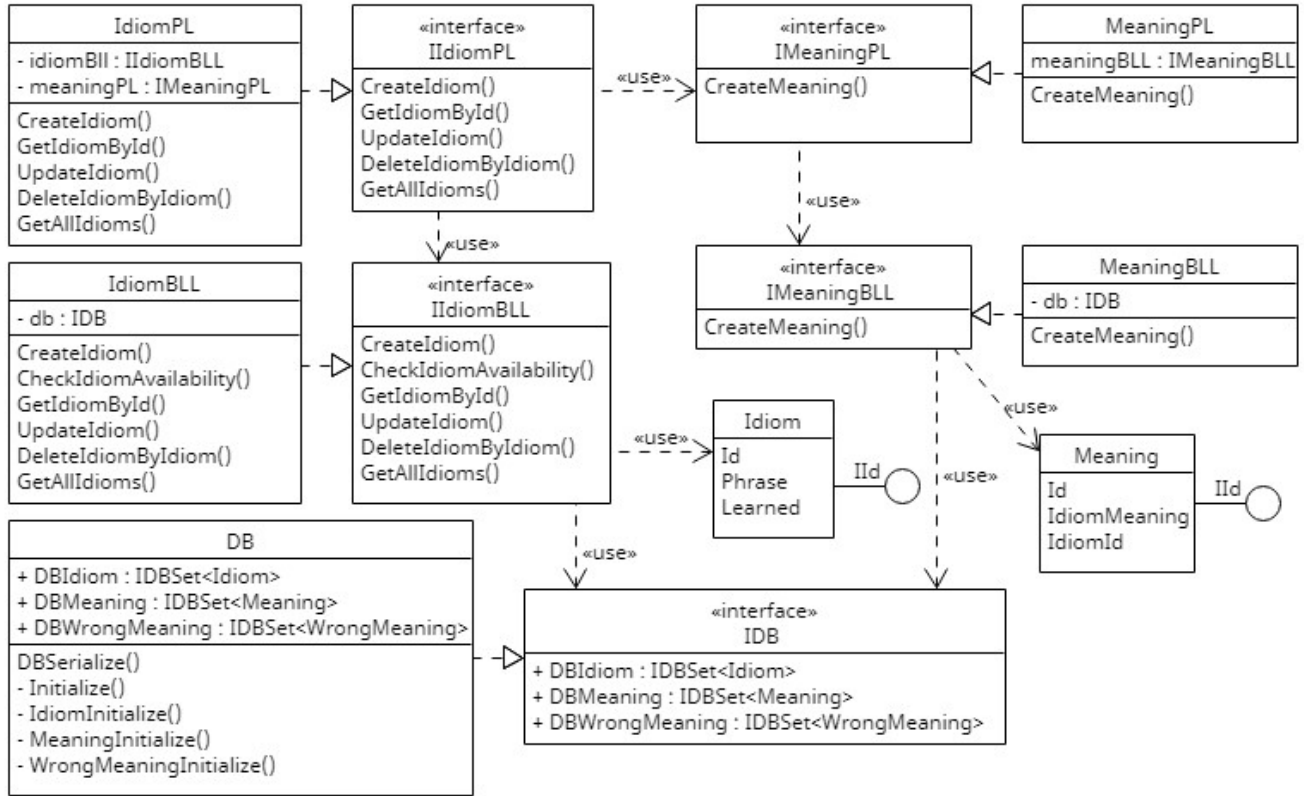 IdiomPL
- idiomBll : IIdiomBLL
- meaningPL : IMeaningPL
CreateIdiom()
GetIdiomById()
UpdateIdiom()
DeleteIdiomByIdiom()
GetAllIdioms()
«interface»
IIdiomPL
CreateIdiom()
GetIdiomById()
UpdateIdiom()
DeleteIdiomByIdiom()
GetAllIdioms()
«use»
«interface»
IMeaningPL
CreateMeaning()
MeaningPL
meaningBLL : IMeaningBLL
CreateMeaning()
«use»
«use»
IdiomBLL
- db : IDB
CreateIdiom()
CheckIdiomAvailability()
GetIdiomById()
UpdateIdiom()
DeleteIdiomByIdiom()
GetAllIdioms()
«interface»
IIdiomBLL
CreateIdiom()
CheckIdiomAvailability()
GetIdiomById()
UpdateIdiom()
DeleteIdiomByIdiom()
GetAllIdioms()
«interface»
IMeaningBLL
CreateMeaning()
MeaningBLL
- db : IDB
CreateMeaning()
«use»
Idiom
Id
Phrase
Learned
IId
«use»
«use»
Meaning
Id
IdiomMeaning
IdiomId
IId
«use»
DB
+ DBIdiom : IDBSet<Idiom>
+ DBMeaning : IDBSet<Meaning>
+ DBWrongMeaning : IDBSet<WrongMeaning>
DBSerialize()
- Initialize()
- IdiomInitialize()
- MeaningInitialize()
- WrongMeaningInitialize()
«interface»
IDB
+ DBIdiom : IDBSet<Idiom>
+ DBMeaning : IDBSet<Meaning>
+ DBWrongMeaning : IDBSet<WrongMeaning>